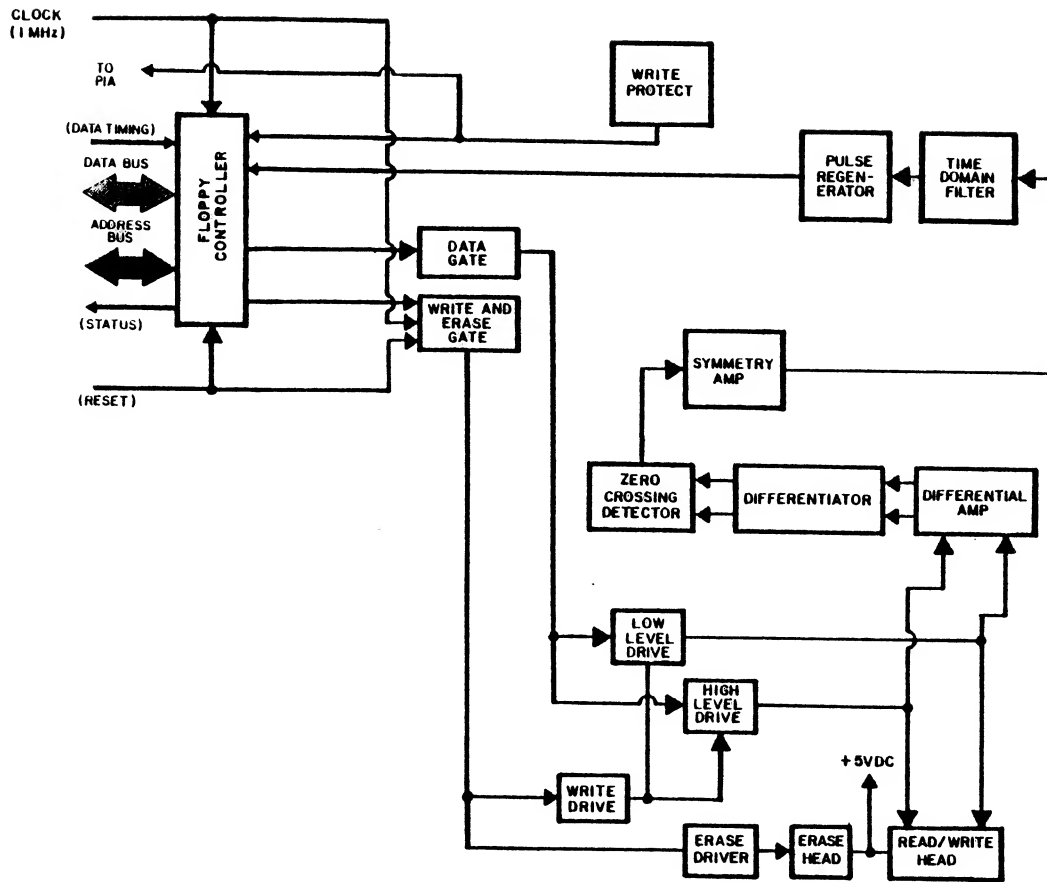 CLOCK
(1 MHz)
TO
PIA
WRITE
PROTECT
(DATA TIMING)
DATA BUS
ADDRESS
BUS
(STATUS)
(RESET)
FLOPPY
CONTROLLER
PULSE
REGEN-
ERATOR
TIME
DOMAIN
FILTER
DATA
GATE
WRITE AND
ERASE
GATE
SYMMETRY
AMP
ZERO
CROSSING
DETECTOR
DIFFERENTIATOR
DIFFERENTIAL
AMP
LOW
LEVEL
DRIVE
HIGH
LEVEL
DRIVE
+5VDC
WRITE
DRIVE
ERASE
DRIVER
ERASE
HEAD
READ/WRITE
HEAD